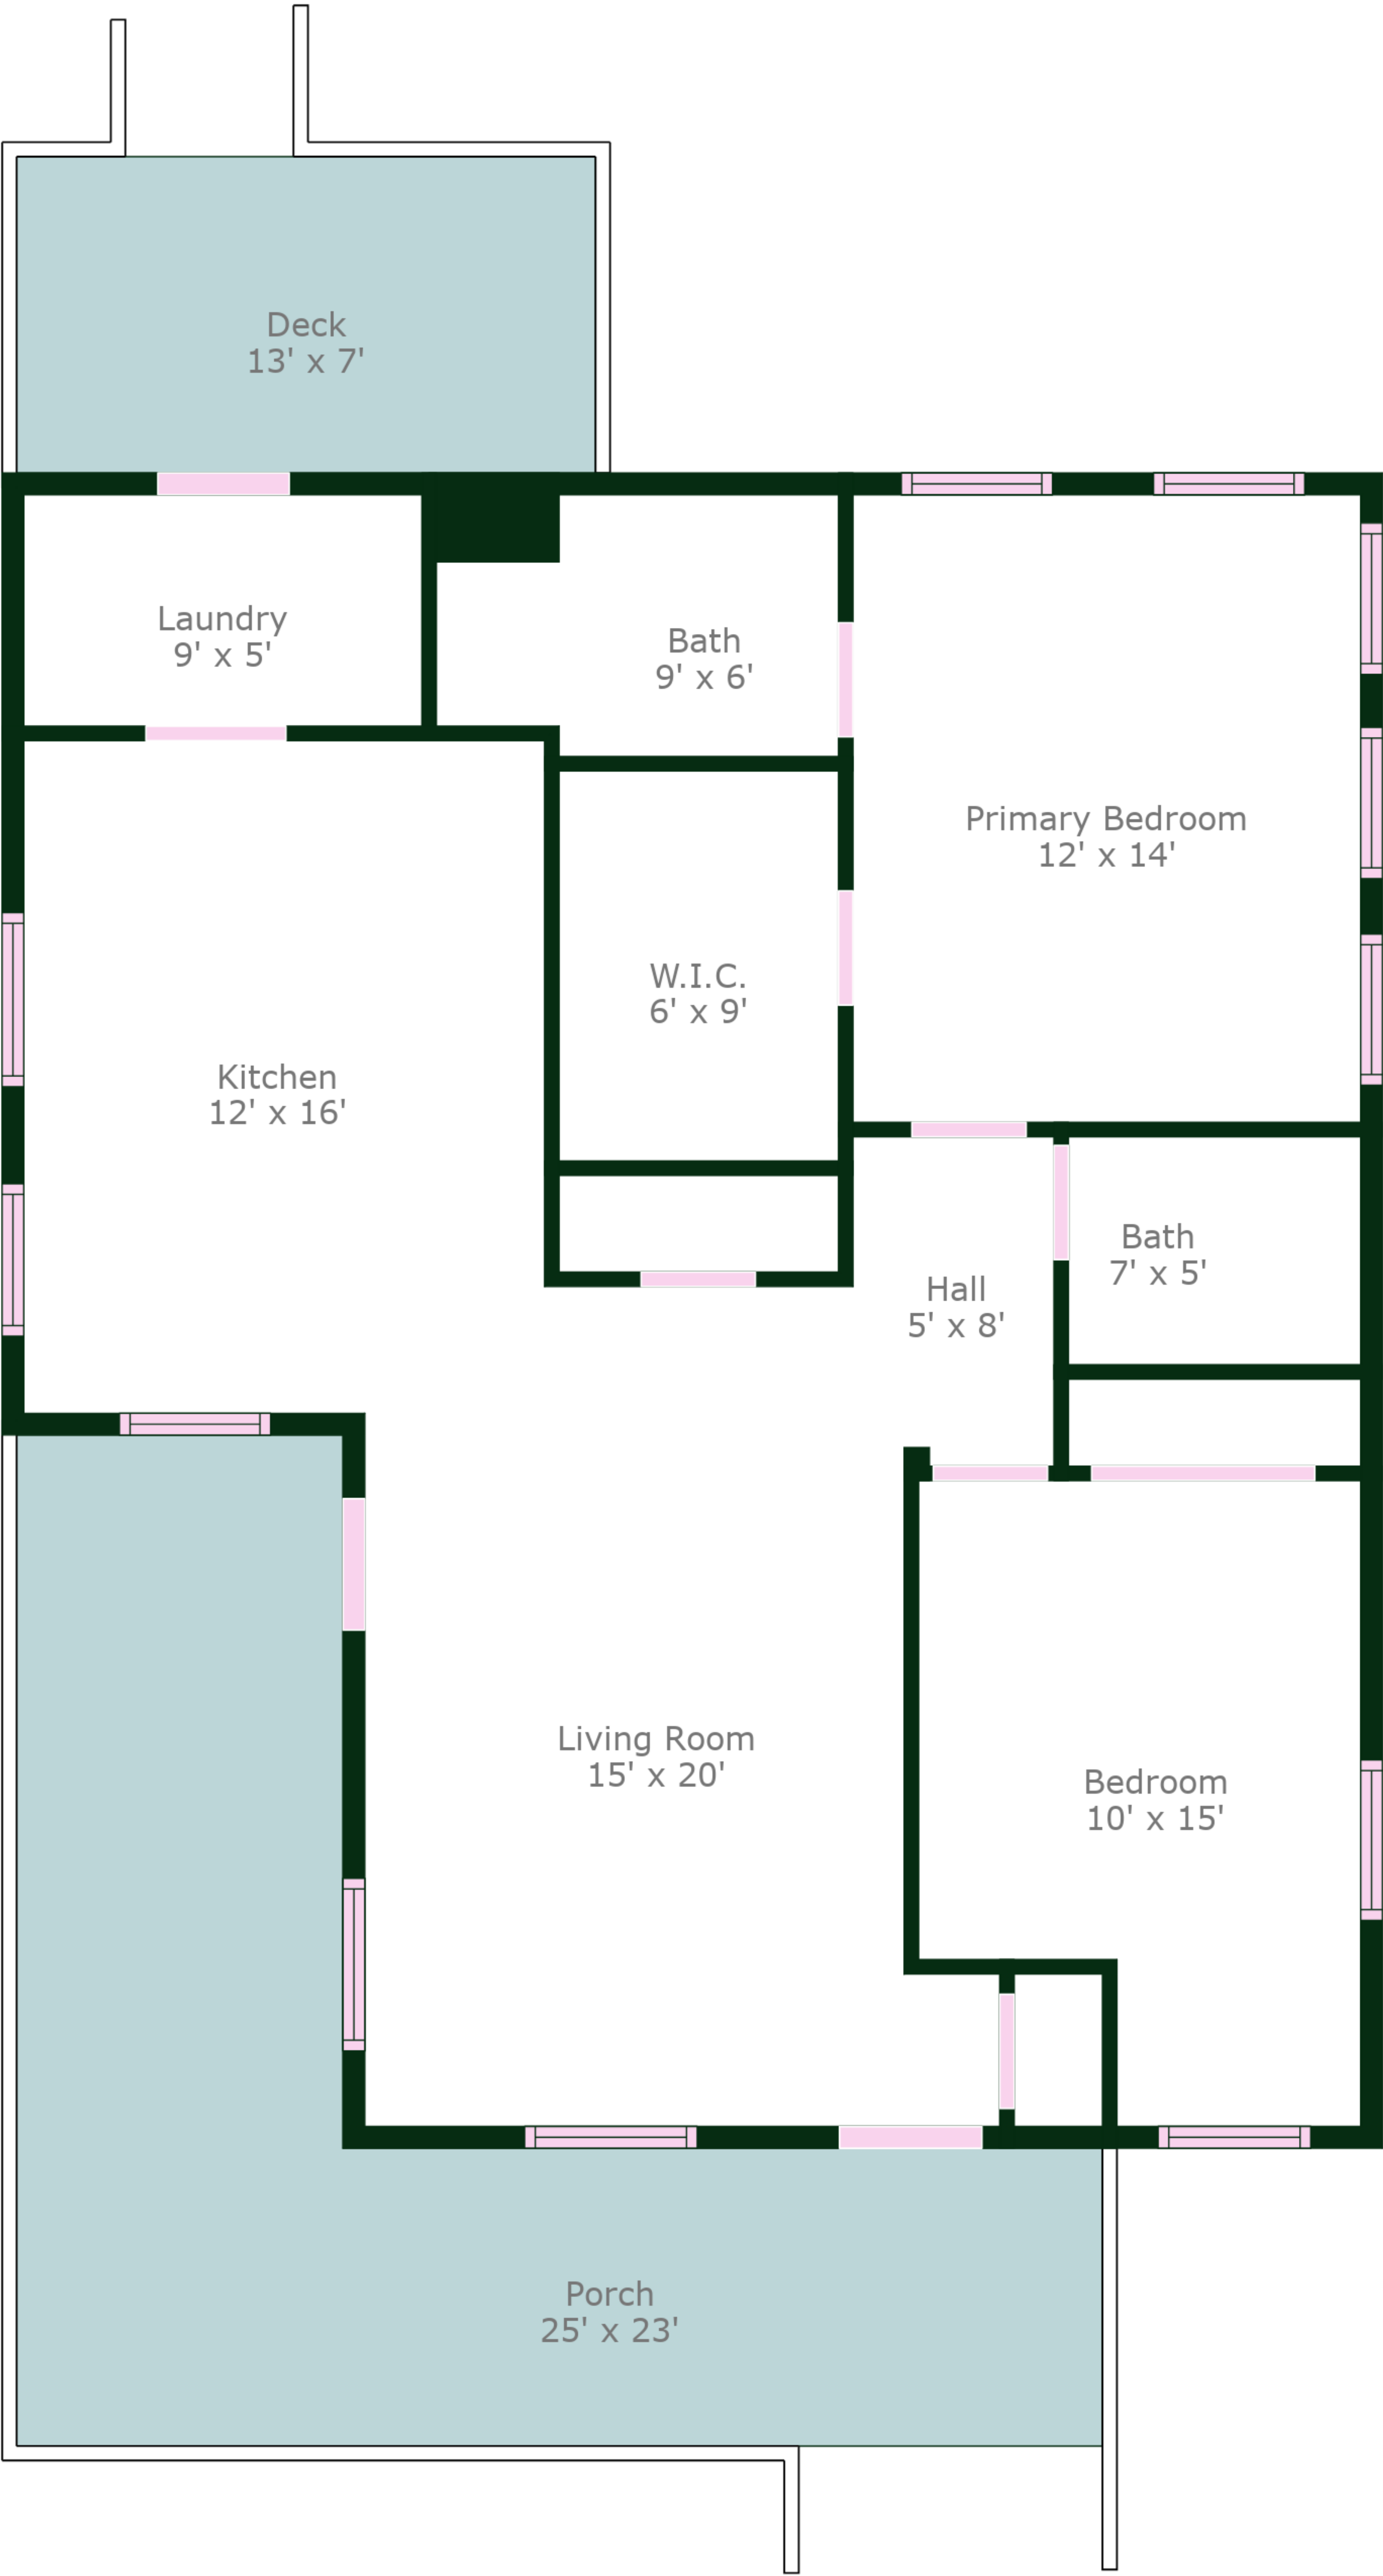 Deck
13' x 7'
Laundry
9' x 5'
Bath
9' x 6'
Primary Bedroom
12' x 14'
W.I.C.
6' x 9'
Kitchen
12' x 16'
Bath
7' x 5'
Hall
5' x 8'
Living Room
15' x 20'
Bedroom
10' x 15'
Porch
25' x 23'